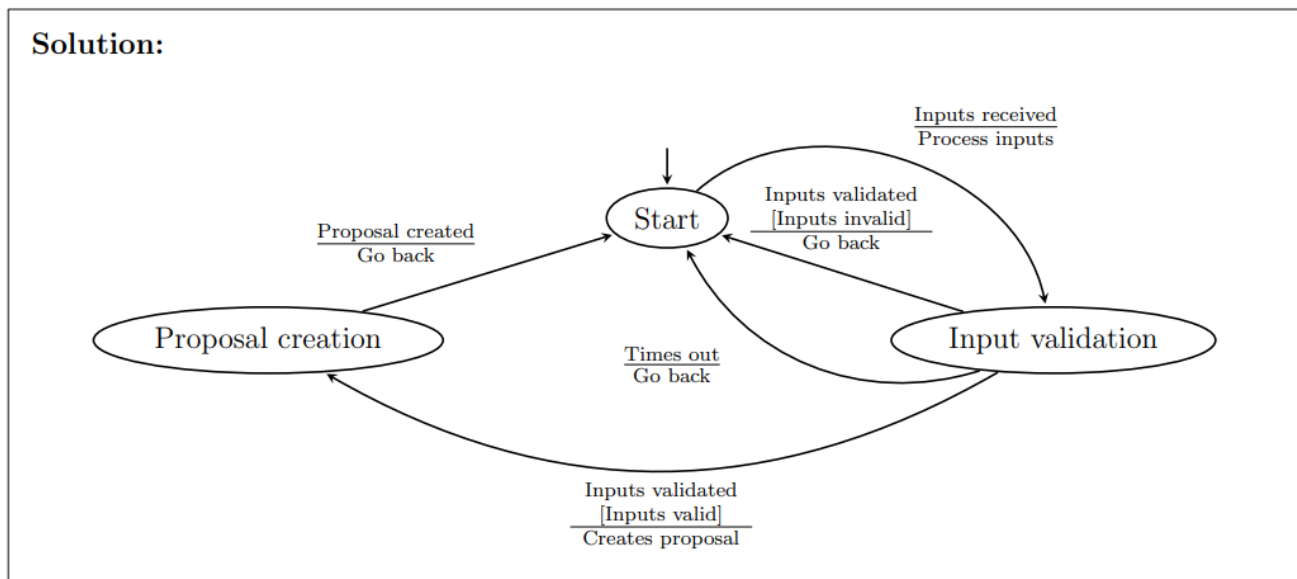 Solution:
Inputs received
Process inputs
Inputs validated
[Inputs invalid]
Go back
Start
Proposal created
Go back
Proposal creation
Input validation
Times out
Go back
Inputs validated
[Inputs valid]
Creates proposal